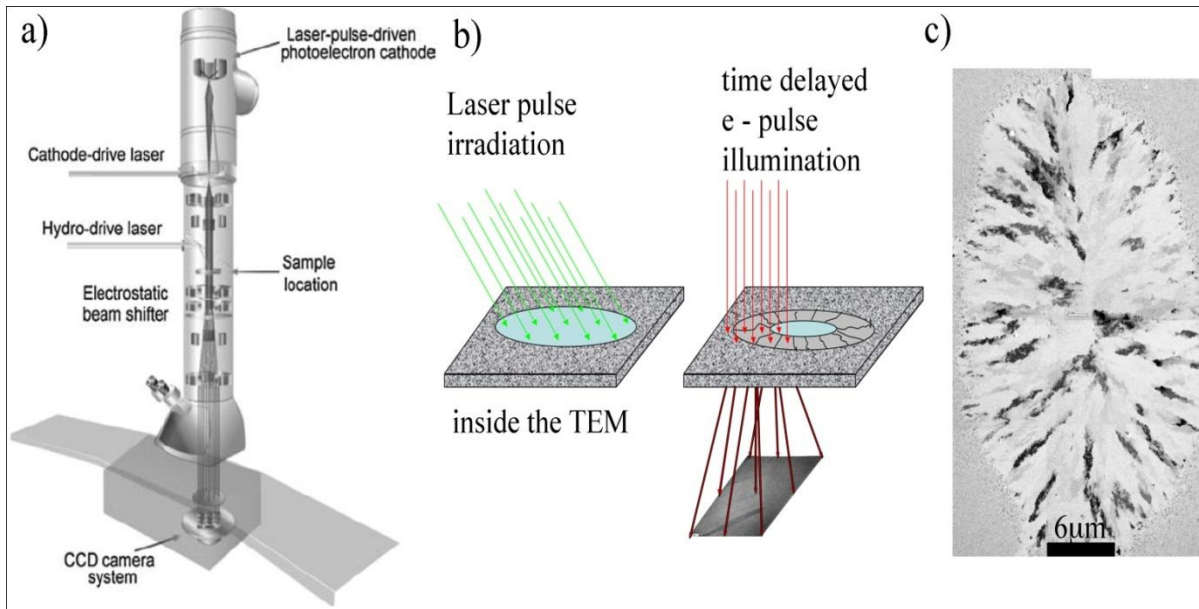 a)
Laser-pulse-driven
photoelectron cathode
Cathode-drive laser
Hydro-drive laser
Sample
location
Electrostatic
beam shifter
CCD camera
system
b)
Laser pulse
irradiation
time delayed
e - pulse
illumination
inside the TEM
c)
6μm